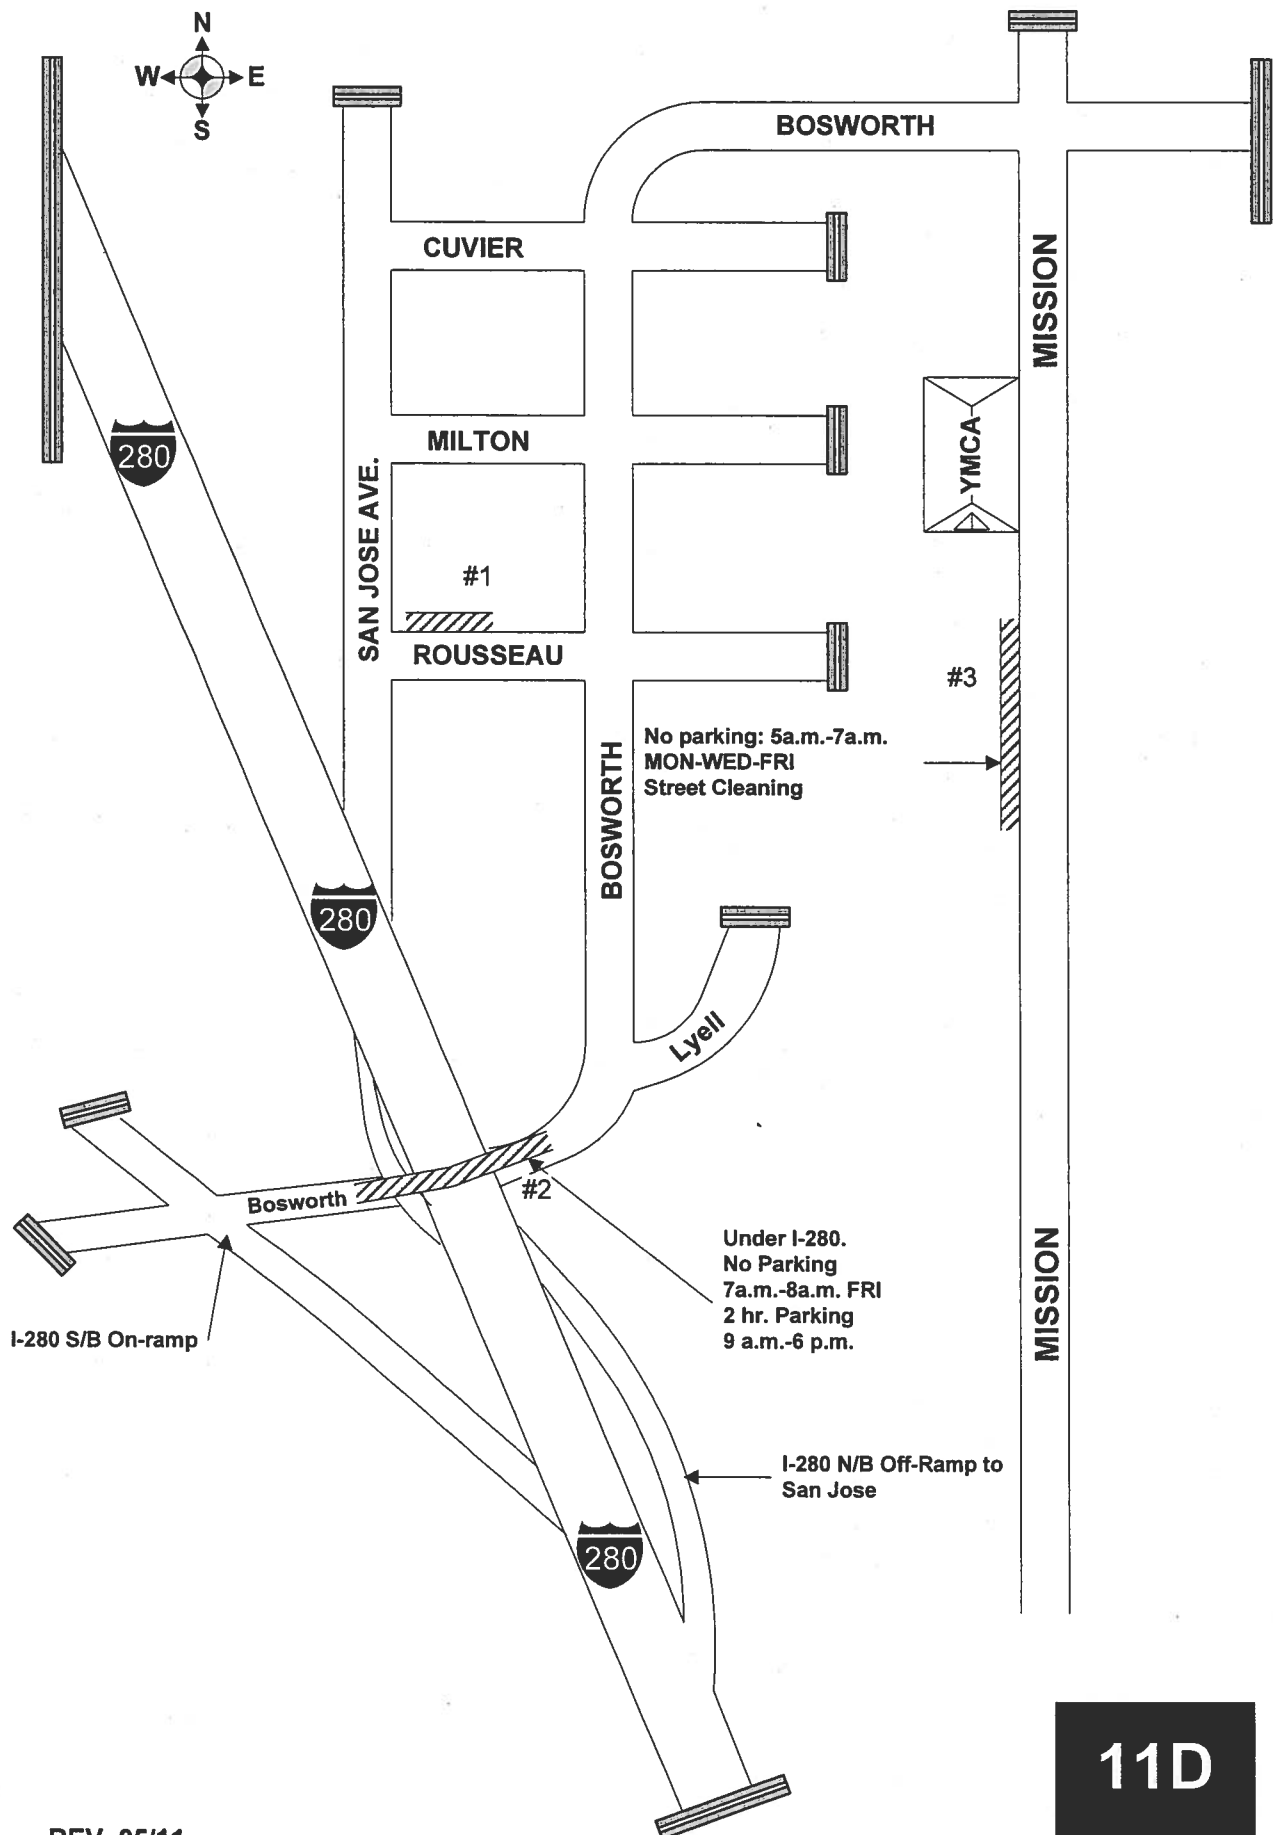 N
W E
S
BOSWORTH
CUVIER
MISSION
280
MILTON
YMCA
SAN JOSE AVE.
#1
ROUSSEAU
#3
No parking: 5a.m.-7a.m.
MON-WED-FRI
Street Cleaning
BOSWORTH
280
Lyell
Bosworth
#2
Under I-280.
No Parking
7a.m.-8a.m. FRI
2 hr. Parking
9 a.m.-6 p.m.
MISSION
I-280 S/B On-ramp
I-280 N/B Off-Ramp to
San Jose
280
11D